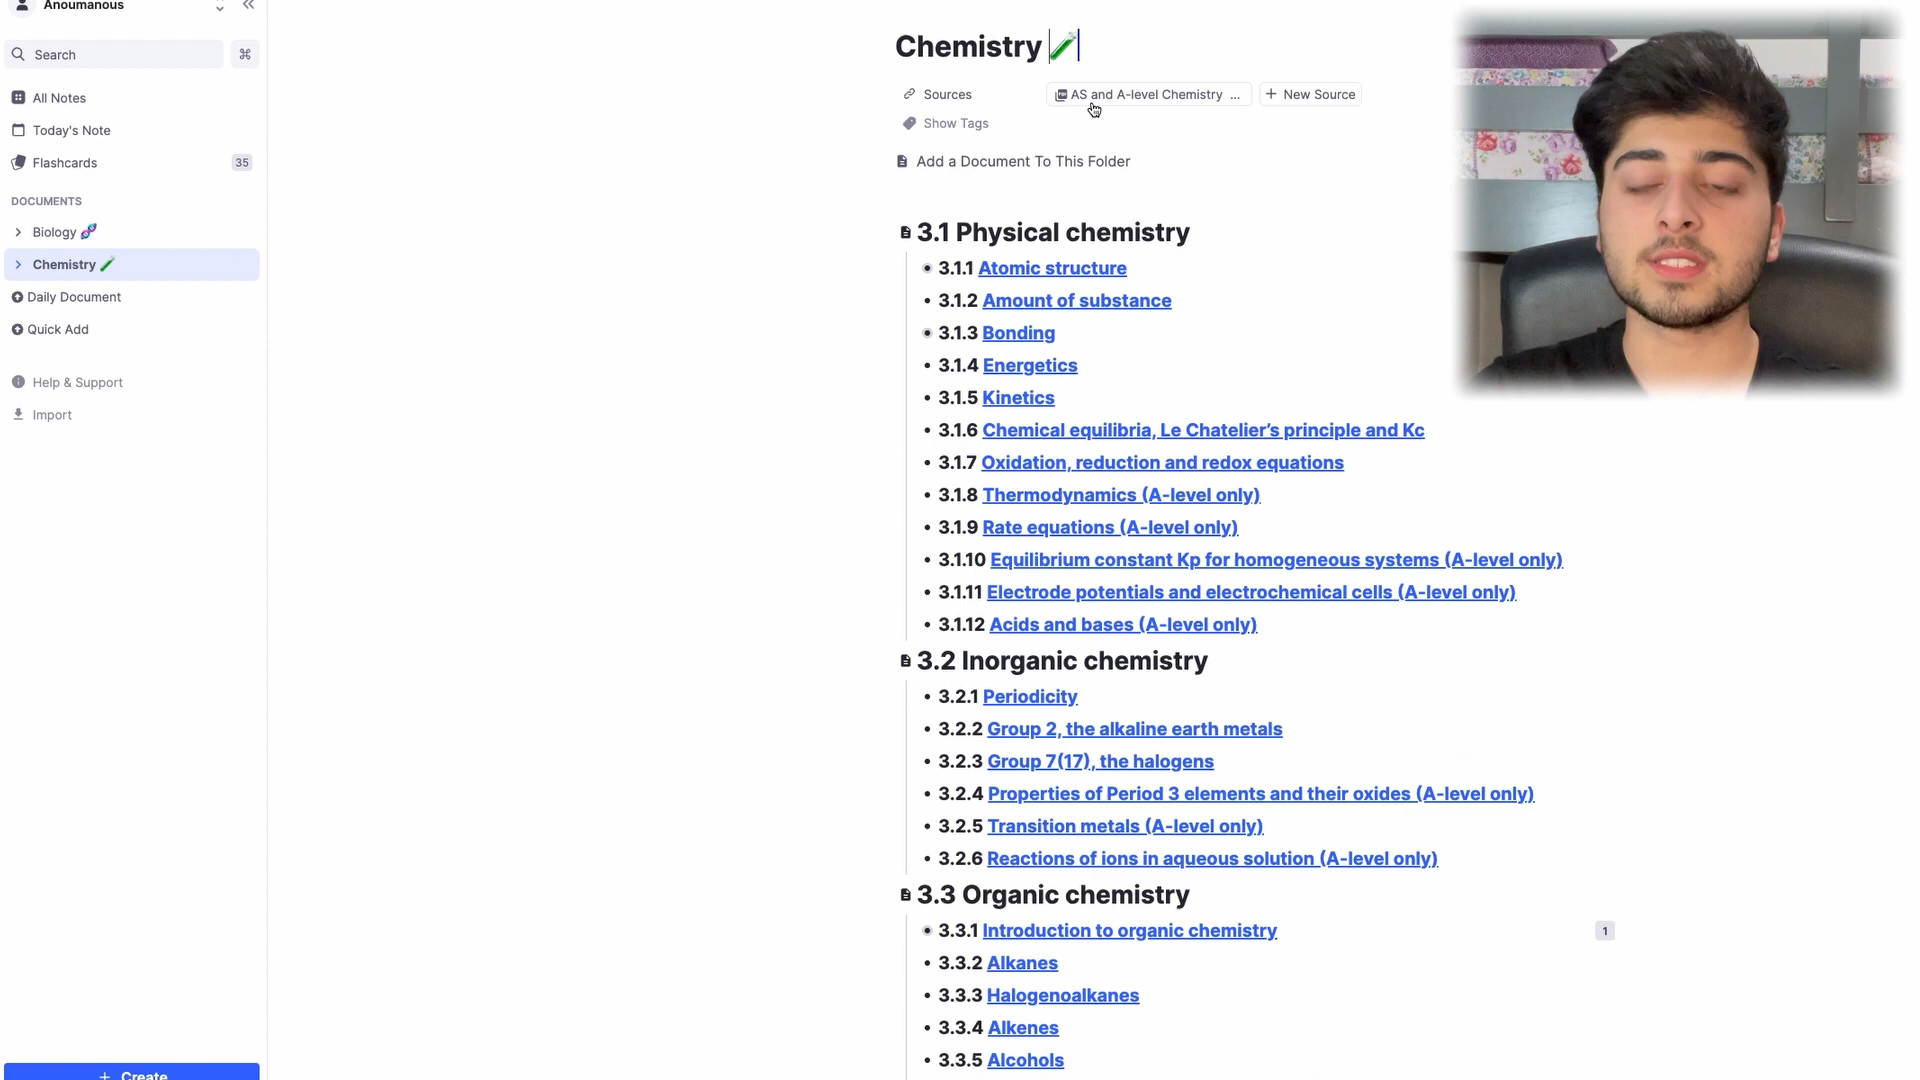 Anoumanous
Search
All Notes
Today's Note
Flashcards
35
DOCUMENTS
Biology
Chemistry
Daily Document
Quick Add
Help & Support
Import
+ Create
Chemistry
Sources
AS and A-level Chemistry ...
+ New Source
Show Tags
Add a Document To This Folder
3.1 Physical chemistry
3.1.1 Atomic structure
3.1.2 Amount of substance
3.1.3 Bonding
3.1.4 Energetics
3.1.5 Kinetics
3.1.6 Chemical equilibria, Le Chatelier’s principle and Kc
3.1.7 Oxidation, reduction and redox equations
3.1.8 Thermodynamics (A-level only)
3.1.9 Rate equations (A-level only)
3.1.10 Equilibrium constant Kp for homogeneous systems (A-level only)
3.1.11 Electrode potentials and electrochemical cells (A-level only)
3.1.12 Acids and bases (A-level only)
3.2 Inorganic chemistry
3.2.1 Periodicity
3.2.2 Group 2, the alkaline earth metals
3.2.3 Group 7(17), the halogens
3.2.4 Properties of Period 3 elements and their oxides (A-level only)
3.2.5 Transition metals (A-level only)
3.2.6 Reactions of ions in aqueous solution (A-level only)
3.3 Organic chemistry
3.3.1 Introduction to organic chemistry
1
3.3.2 Alkanes
3.3.3 Halogenoalkanes
3.3.4 Alkenes
3.3.5 Alcohols